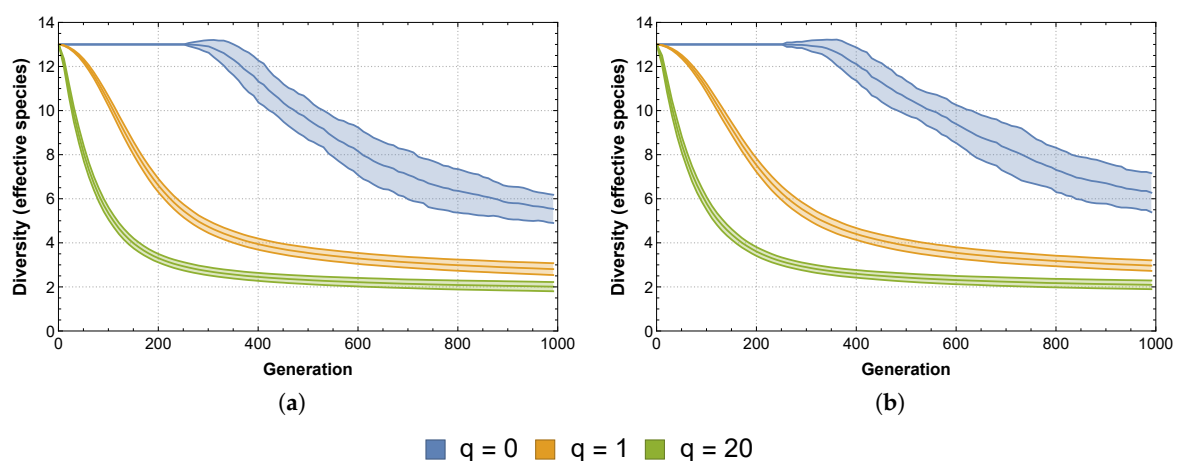 14
12
10
8
6
4
2
0
Diversity (effective species)
0 200 400 600 800 1000
Generation
(a)
14
12
10
8
6
4
2
0
Diversity (effective species)
0 200 400 600 800 1000
Generation
(b)
q = 0 q = 1 q = 20